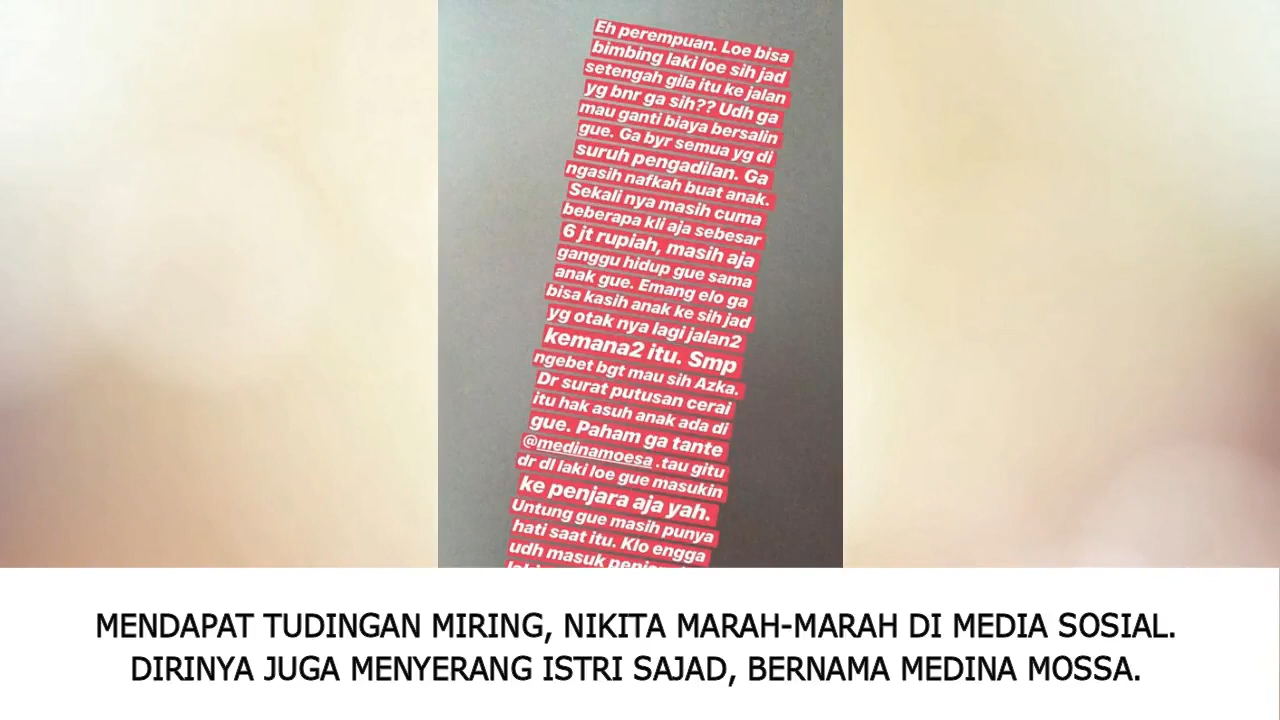 Eh perempuan. Loe bisa
bimbing laki loe sih jad
setengah gila itu ke jalan
yg bnr ga sih?? Udh ga
mau ganti biaya bersalin
gue. Ga byr semua yg di
suruh pengadilan. Ga
ngasih nafkah buat anak.
Sekali nya masih cuma
beberapa kli aja sebesar
6 jt rupiah, masih aja
ganggu hidup gue sama
anak gue. Emang elo ga
bisa kasih anak ke sih jad
yg otak nya lagi jalan2
kemana2 itu. Smp
ngebet bgt mau sih Azka.
Dr surat putusan cerai
itu hak asuh anak ada di
gue. Paham ga tante
@medinamoesa .tau gitu
dr dl laki loe gue masukin
ke penjara aja yah.
Untung gue masih punya
hati saat itu. Klo engga
udh masuk
MENDAPAT TUDINGAN MIRING, NIKITA MARAH-MARAH DI MEDIA SOSIAL.
DIRINYA JUGA MENYERANG ISTRI SAJAD, BERNAMA MEDINA MOSSA.